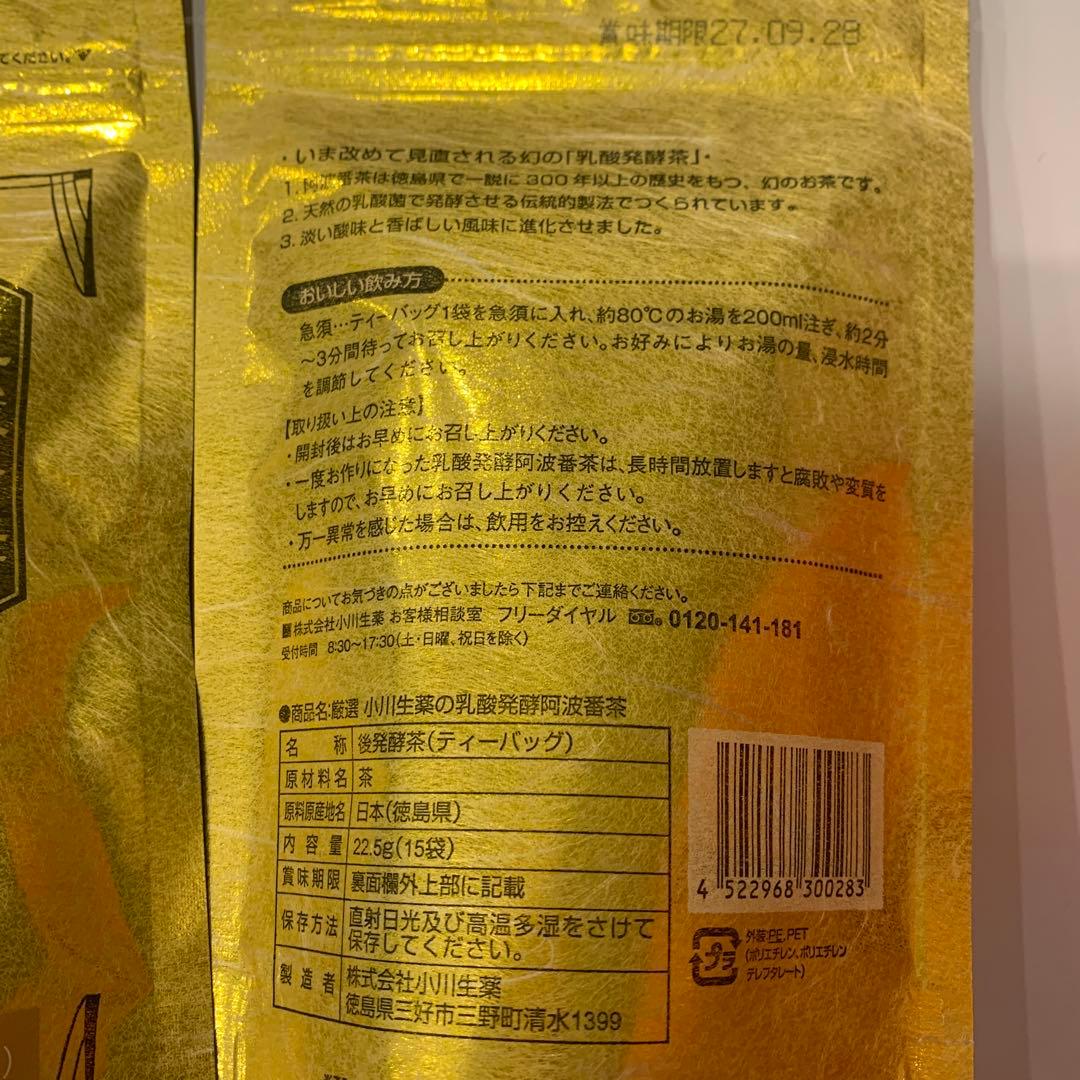 てください。
賞味期限27.09.28
・いま改めて見直される幻の「乳酸発酵茶」・
1. 阿波番茶は徳島県で一説に300年以上の歴史をもつ、幻のお茶です。
2. 天然の乳酸菌で発酵させる伝統的製法でつくられています。
3. 淡い酸味と香ばしい風味に進化させました。
おいしい飲み方
急須…ティーバッグ1袋を急須に入れ、約80℃のお湯を200ml注ぎ、約2分
～3分間待ってお召し上がりください。お好みによりお湯の量、浸水時間
を調節してください。
【取り扱い上の注意】
・開封後はお早めにお召し上がりください。
・一度お作りになった乳酸発酵阿波番茶は、長時間放置しますと腐敗や変質を
しますので、お早めにお召し上がりください。
・万一異常を感じた場合は、飲用をお控えください。
商品についてお気づきの点がございましたら下記までご連絡ください。
株式会社小川生薬 お客様相談室 フリーダイヤル 0120-141-181
受付時間 8:30～17:30(土・日曜、祝日を除く)
●商品名:厳選 小川生薬の乳酸発酵阿波番茶
名称 後発酵茶(ティーバッグ)
原材料名 茶
原料原産地名 日本(徳島県)
内容量 22.5g(15袋)
賞味期限 裏面欄外上部に記載
保存方法 直射日光及び高温多湿をさけて
保存してください。
製造者 株式会社小川生薬
徳島県三好市三野町清水1399
4 522968 300283
プラ
外装:PE,PET
(ポリエチレン、ポリエチレン
テレフタレート)